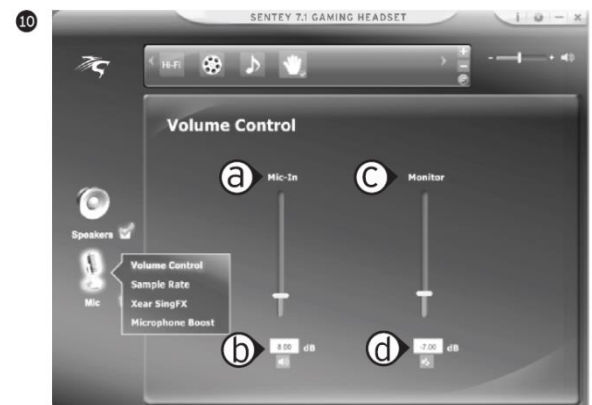 10
SENTEY 7.1 GAMING HEADSET
Hi-Fi
Volume Control
a Mic-In
c Monitor
Speakers
Mic
Volume Control
Sample Rate
Xear SingFX
Microphone Boost
b 8.00 dB
d -7.00 dB